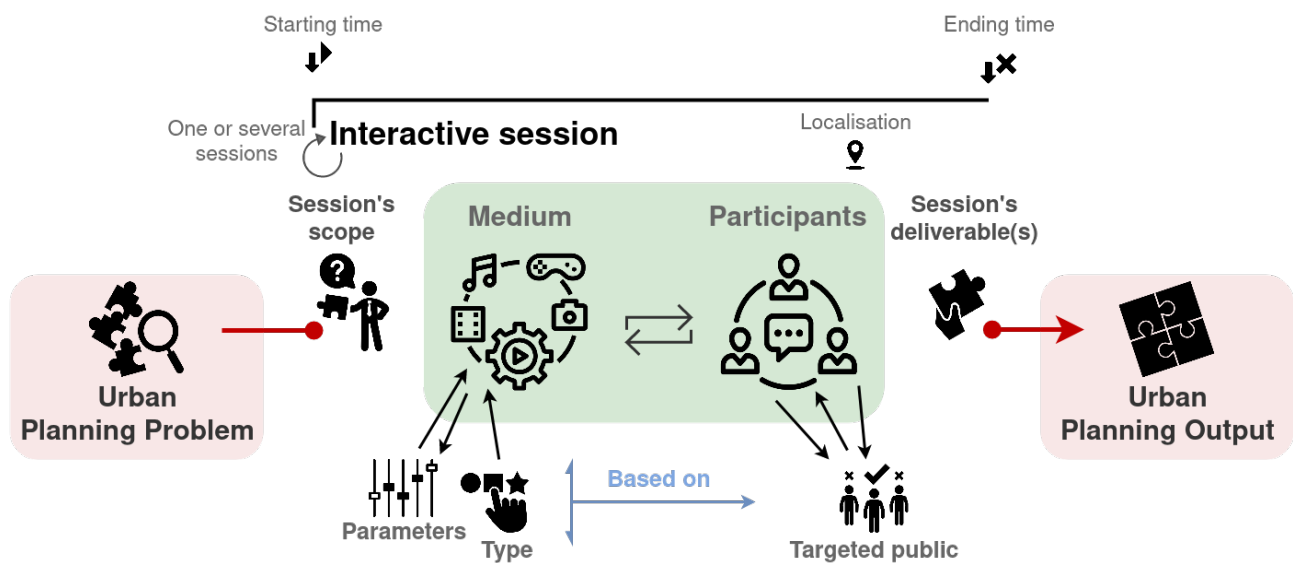 Starting time
Ending time
One or several
sessions
Interactive session
Localisation
Session's
scope
Medium
Participants
Session's
deliverable(s)
?
Urban
Planning Problem
Urban
Planning Output
Based on
Parameters
Type
Targeted public